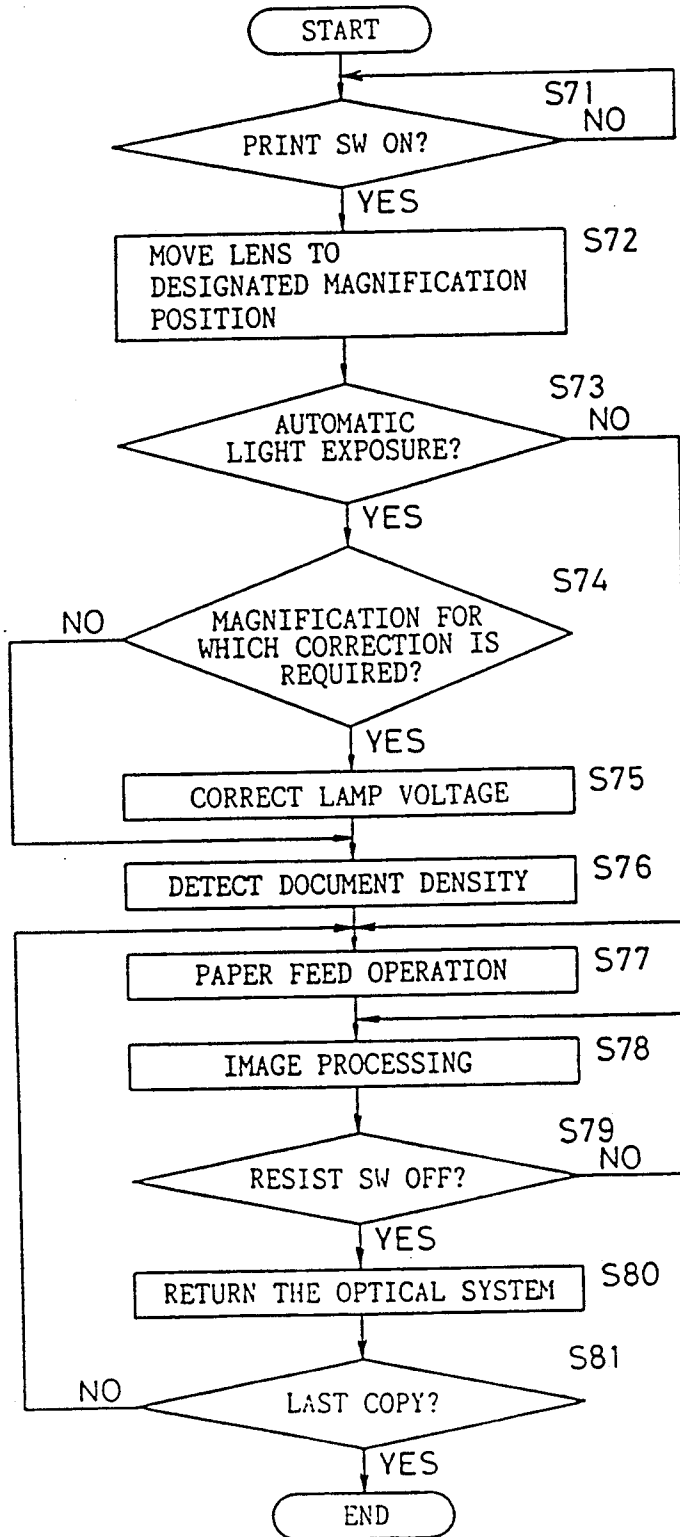 START
S71
PRINT SW ON?
NO
YES
S72
MOVE LENS TO
DESIGNATED MAGNIFICATION
POSITION
S73
AUTOMATIC
LIGHT EXPOSURE?
NO
YES
S74
NO
MAGNIFICATION FOR
WHICH CORRECTION IS
REQUIRED?
YES
CORRECT LAMP VOLTAGE
S75
DETECT DOCUMENT DENSITY
S76
PAPER FEED OPERATION
S77
IMAGE PROCESSING
S78
S79
RESIST SW OFF?
NO
YES
RETURN THE OPTICAL SYSTEM
S80
S81
NO
LAST COPY?
YES
END